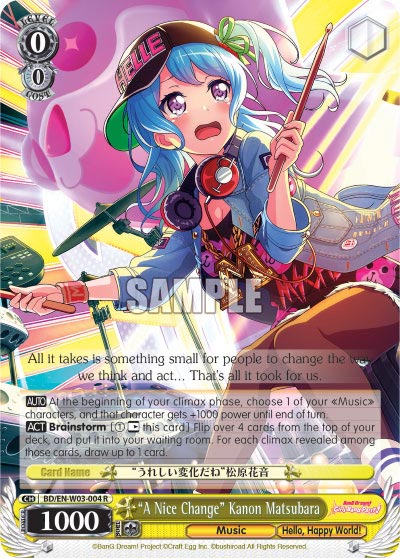 LEVEL
0
0
COST
HELLE
SAMPLE
All it takes is something small for people to change the way
we think and act... That's all it took for us.
AUTO At the beginning of your climax phase, choose 1 of your «Music»
characters, and that character gets +1000 power until end of turn.
ACT Brainstorm [① this card] Flip over 4 cards from the top of your
deck, and put it into your waiting room. For each climax revealed among
those cards, draw up to 1 card.
Card Name
“うれしい変化だね”松原花音
BD/EN-W03-004 R
“A Nice Change” Kanon Matsubara
BanG Dream!
Girls Band Party!
1000
Music
Hello, Happy World!
©BanG Dream! Project ©Craft Egg Inc. ©bushiroad All Rights Reserved.